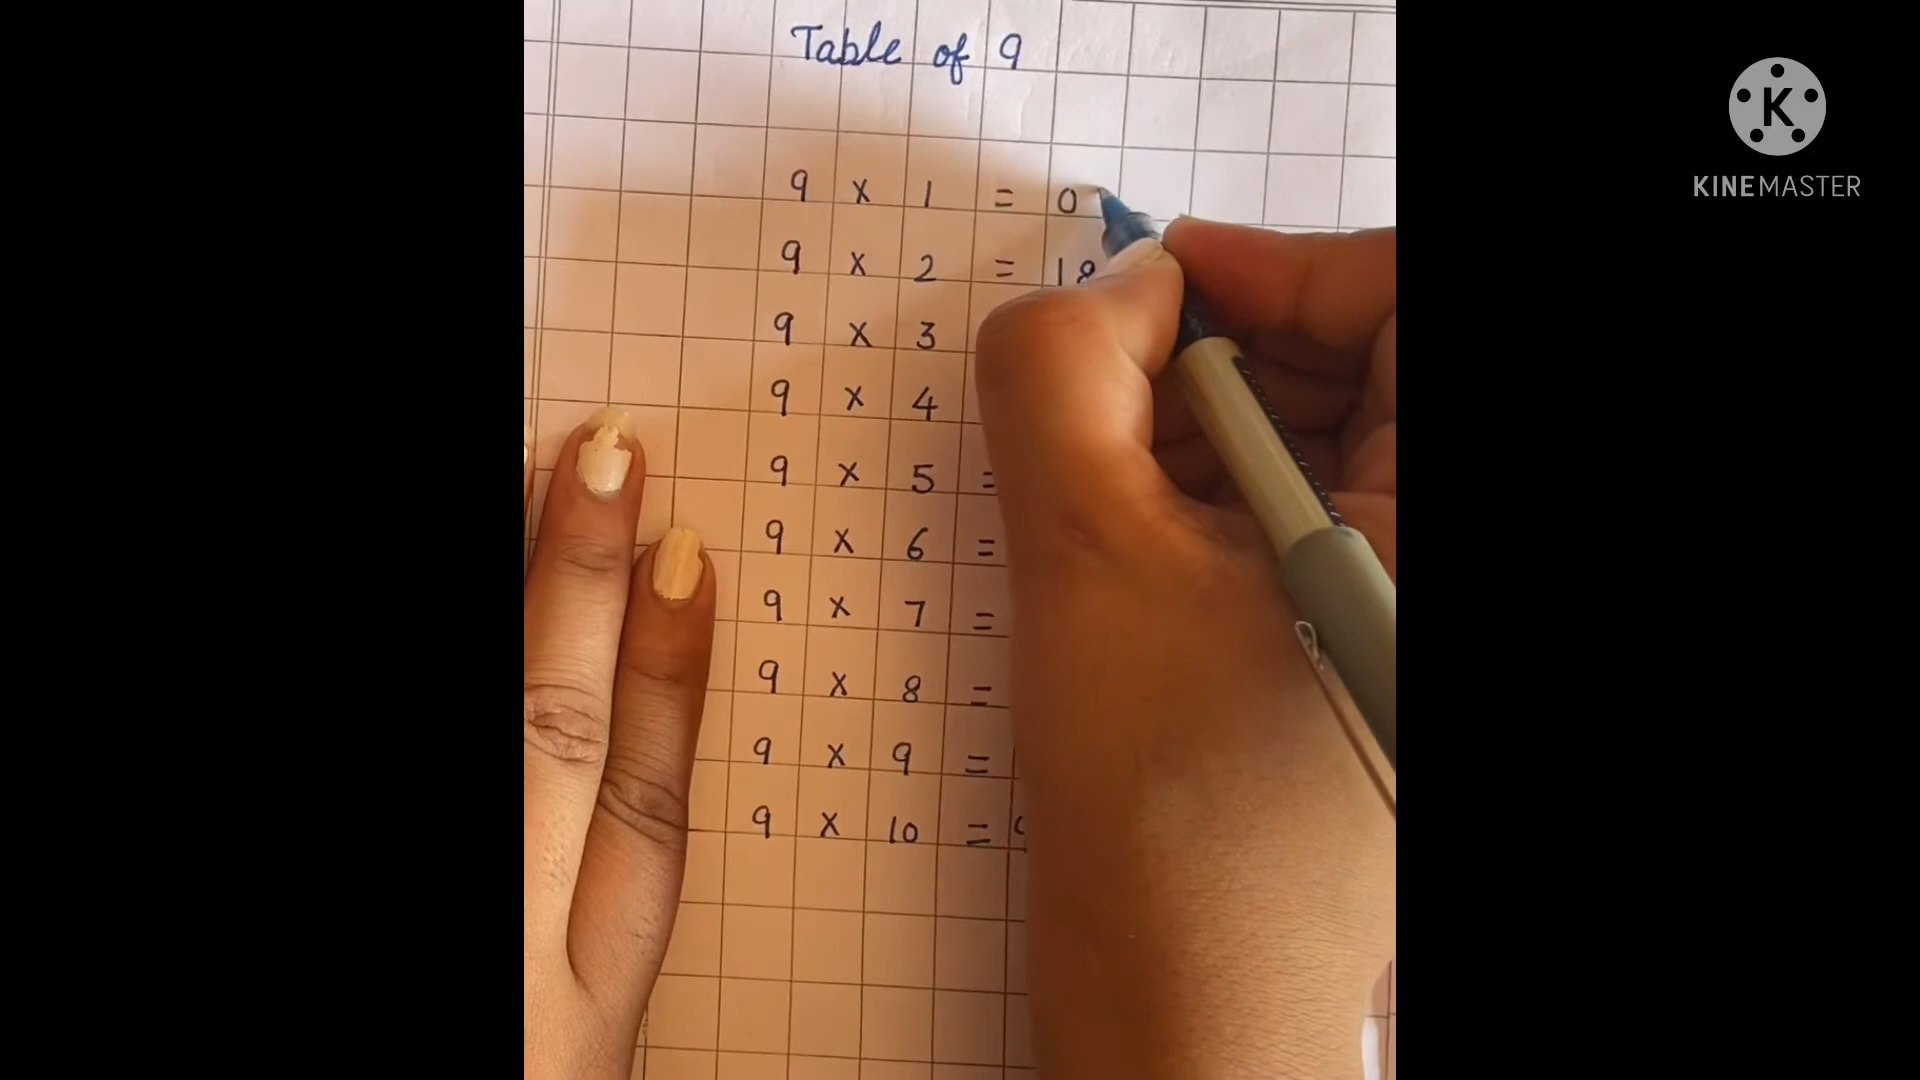 Table of 9
9 x 1 = 0
9 x 2 = 18
9 x 3
9 x 4
9 x 5 =
9 x 6 =
9 x 7 =
9 x 8 =
9 x 9 =
9 x 10 =
K
KINEMASTER